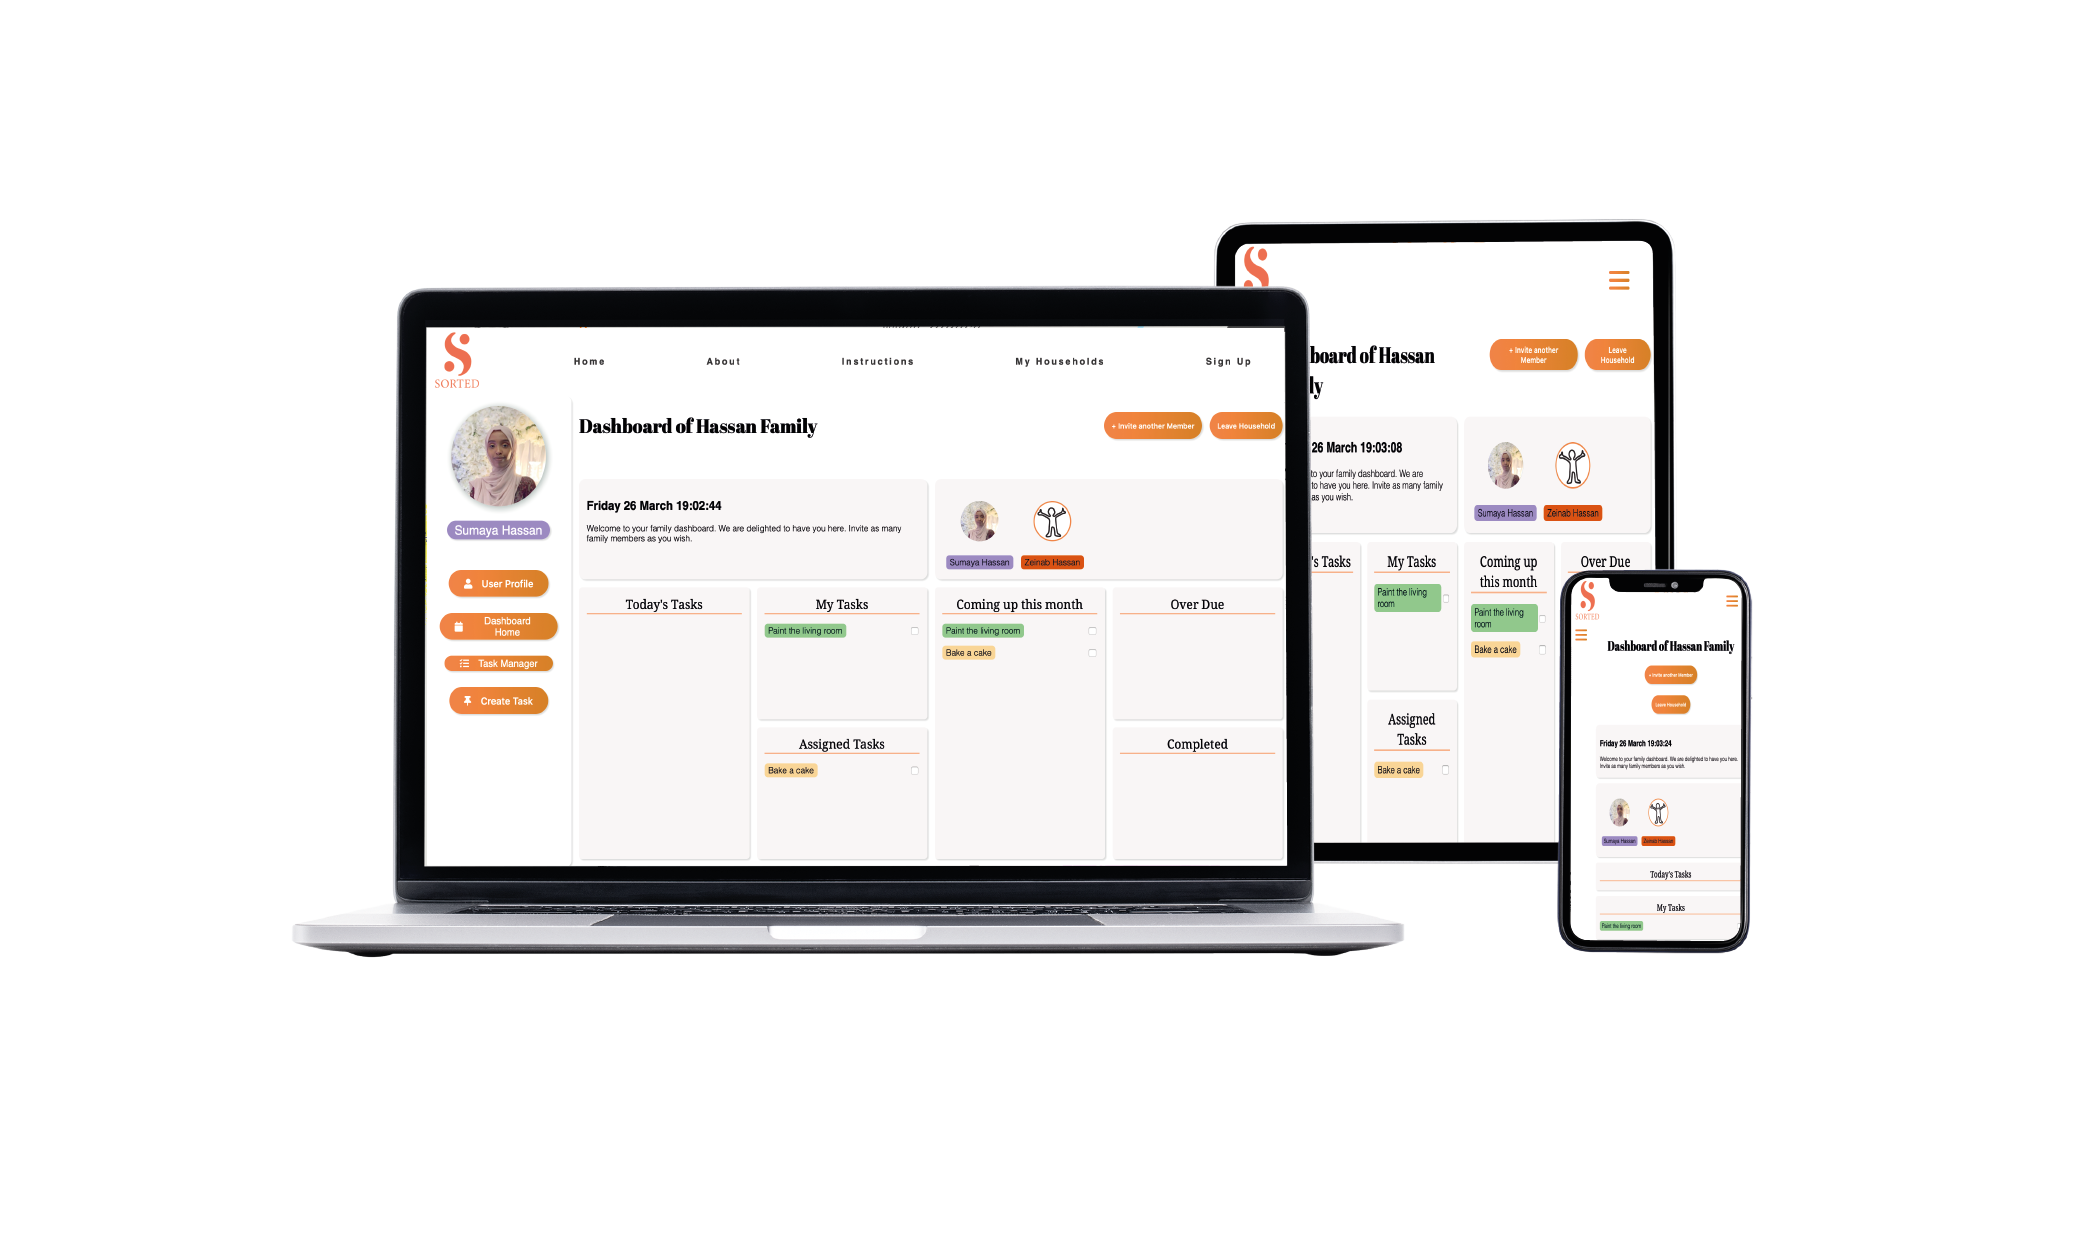 SORTED
Home
About
Instructions
My Households
Sign Up
Sumaya Hassan
User Profile
Dashboard
Home
Task Manager
Create Task
Dashboard of Hassan Family
+ Invite another Member
Leave Household
Friday 26 March 19:02:44
Welcome to your family dashboard. We are delighted to have you here. Invite as many
family members as you wish.
Sumaya Hassan
Zeinab Hassan
Today's Tasks
My Tasks
Paint the living room
Assigned Tasks
Bake a cake
Coming up this month
Paint the living room
Bake a cake
Over Due
Completed
board of Hassan
ly
+ Invite another
Member
Leave
Household
26 March 19:03:08
to your family dashboard. We are
to have you here. Invite as many family
as you wish.
Sumaya Hassan
Zeinab Hassan
's Tasks
My Tasks
Paint the living
room
Assigned
Tasks
Bake a cake
Coming up
this month
Paint the living
room
Bake a cake
Over Due
SORTED
Dashboard of Hassan Family
+ Invite another Member
Leave Household
Friday 26 March 19:03:24
Welcome to your family dashboard. We are delighted to have you here.
Invite as many family members as you wish.
Sumaya Hassan
Zeinab Hassan
Today's Tasks
My Tasks
Paint the living room